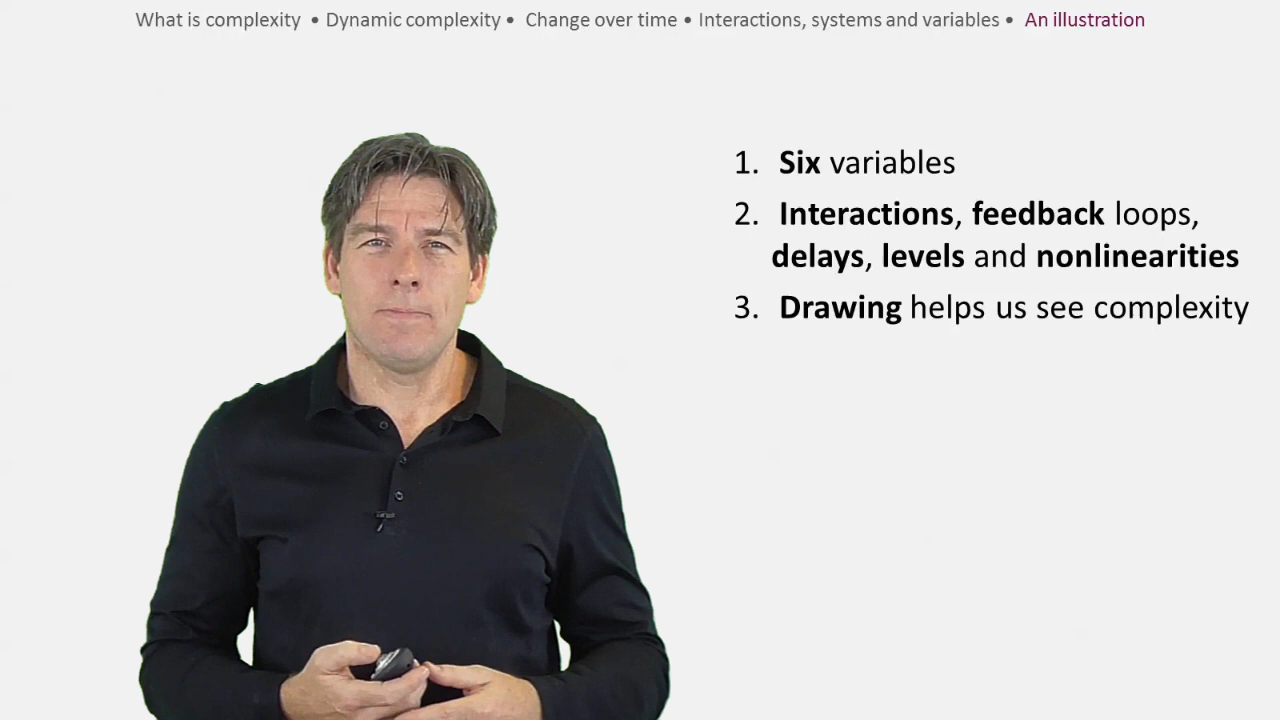 What is complexity • Dynamic complexity • Change over time • Interactions, systems and variables • An illustration
1. Six variables
2. Interactions, feedback loops,
delays, levels and nonlinearities
3. Drawing helps us see complexity